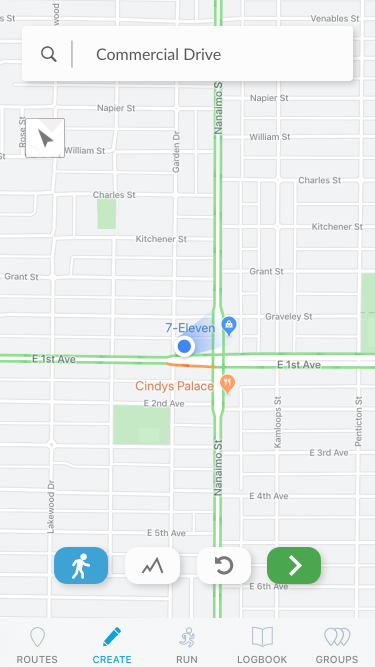 wood
s St
Venables St
Commercial Drive
Napier St
Napier St
Nanaimo S
Rose St
William St
Garden Dr
William St
St
Charles St
Charles St
Kitchener St
Kitchener St
Grant St
Grant St
Graveley St
7-Eleven
E 1st Ave
E 1st Ave
Cindys Palace
E 2nd Ave
Kamloops St
Penticton St
Nanaimo St
E 3rd Ave
Lakewood Dr
E 4th Ave
E 5th Ave
E 6th Ave
ROUTES
CREATE
RUN
LOGBOOK
GROUPS